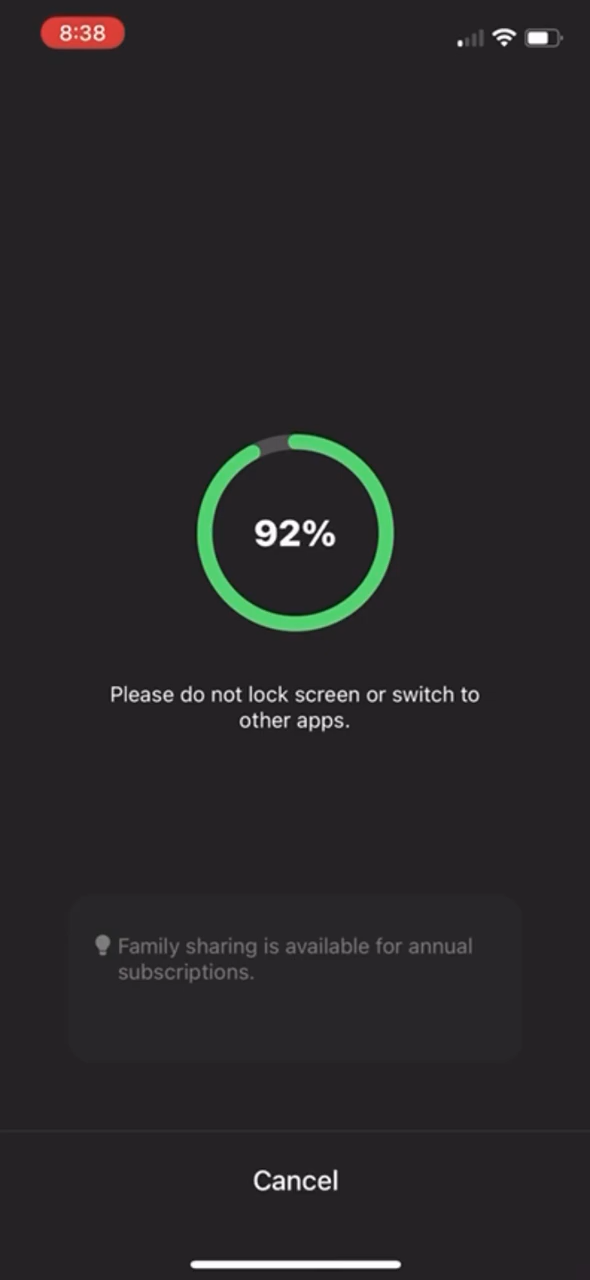 8:38
92%
Please do not lock screen or switch to
other apps.
Family sharing is available for annual
subscriptions.
Cancel